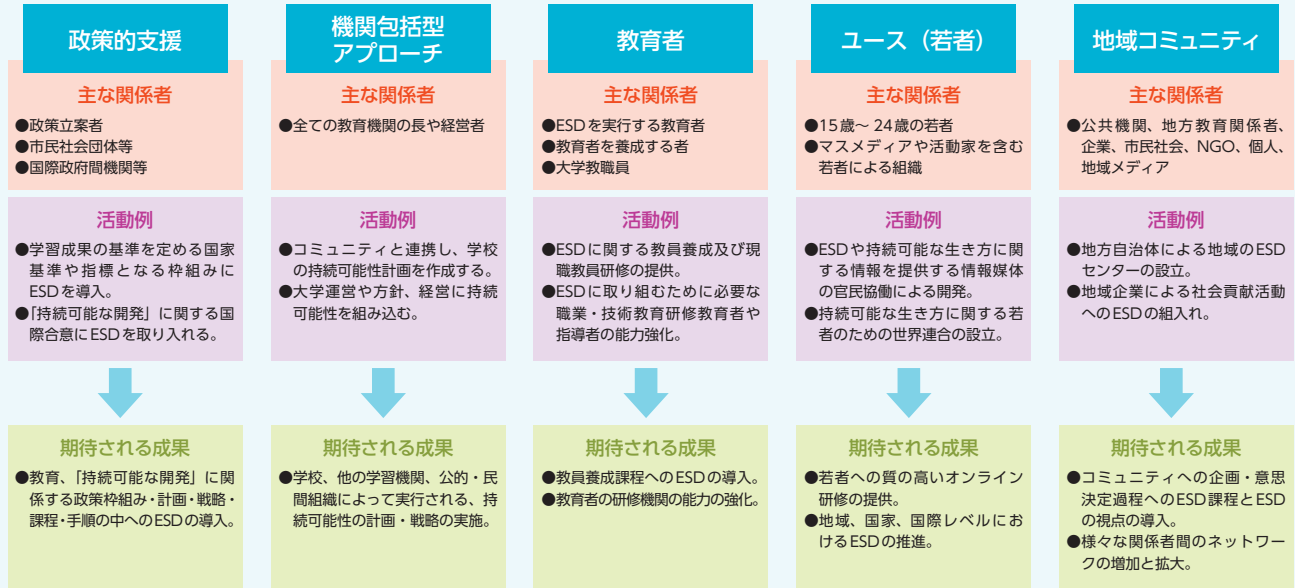 政策的支援
主な関係者
●政策立案者
●市民社会団体等
●国際政府間機関等
活動例
●学習成果の基準を定める国家
基準や指標となる枠組みに
ESDを導入。
●「持続可能な開発」に関する国
際合意にESDを取り入れる。
期待される成果
●教育、「持続可能な開発」に関
係する政策枠組み・計画・戦略・
課程・手順の中へのESDの導入。
機関包括型
アプローチ
主な関係者
●全ての教育機関の長や経営者
活動例
●コミュニティと連携し、学校
の持続可能性計画を作成する。
●大学運営や方針、経営に持続
可能性を組み込む。
期待される成果
●学校、他の学習機関、公的・民
間組織によって実行される、持
続可能性の計画・戦略の実施。
教育者
主な関係者
●ESDを実行する教育者
●教育者を養成する者
●大学教職員
活動例
●ESDに関する教員養成及び現
職教員研修の提供。
●ESDに取り組むために必要な
職業・技術教育研修教育者や
指導者の能力強化。
期待される成果
●教員養成課程へのESDの導入。
●教育者の研修機関の能力の強化。
ユース（若者）
主な関係者
●15歳～24歳の若者
●マスメディアや活動家を含む
若者による組織
活動例
●ESDや持続可能な生き方に関
する情報を提供する情報媒体
の官民協働による開発。
●持続可能な生き方に関する若
者のための世界連合の設立。
期待される成果
●若者への質の高いオンライン
研修の提供。
●地域、国家、国際レベルにお
けるESDの推進。
地域コミュニティ
主な関係者
●公共機関、地方教育関係者、
企業、市民社会、NGO、個人、
地域メディア
活動例
●地方自治体による地域のESD
センターの設立。
●地域企業による社会貢献活動
へのESDの組入れ。
期待される成果
●コミュニティへの企画・意思
決定過程へのESD課程とESD
の視点の導入。
●様々な関係者間のネットワー
クの増加と拡大。